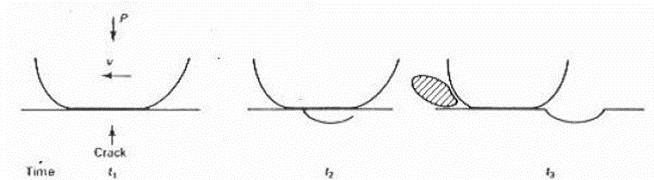 P
v
Crack
Time t₁ t₂ t₃